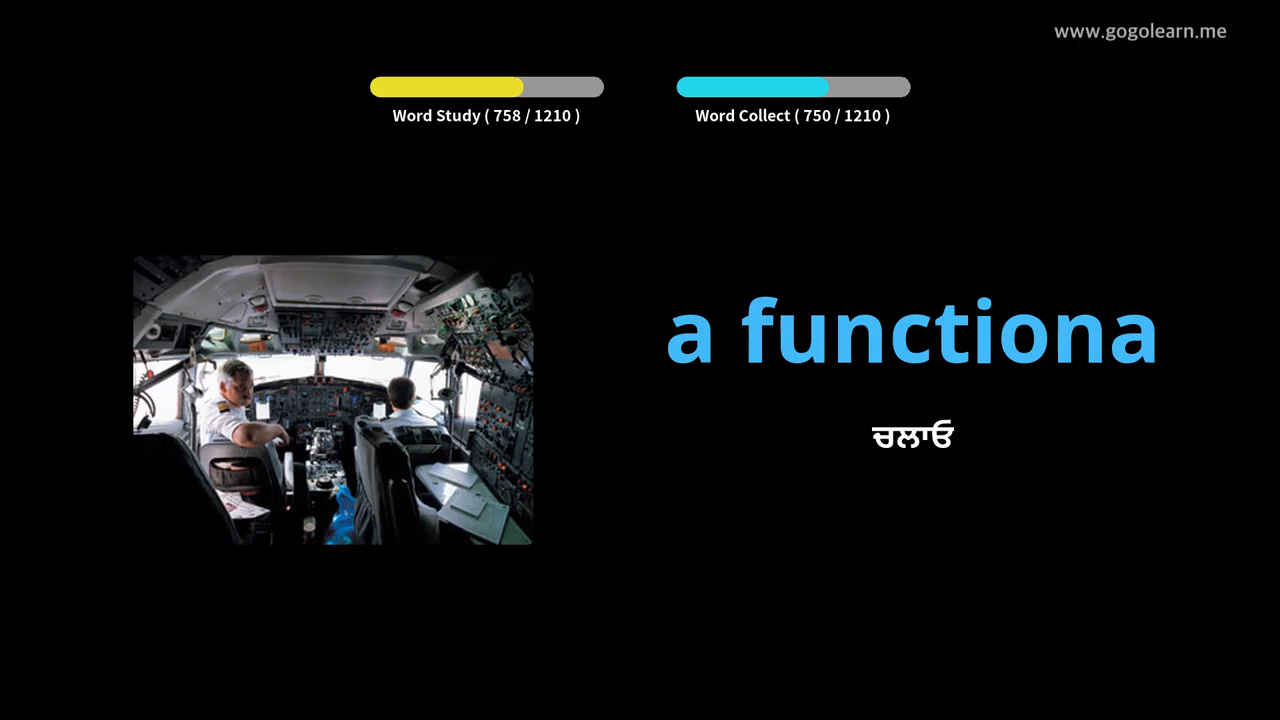 www.gogolearn.me
Word Study ( 758 / 1210 )
Word Collect ( 750 / 1210 )
a functiona
ਚਲਾਓ